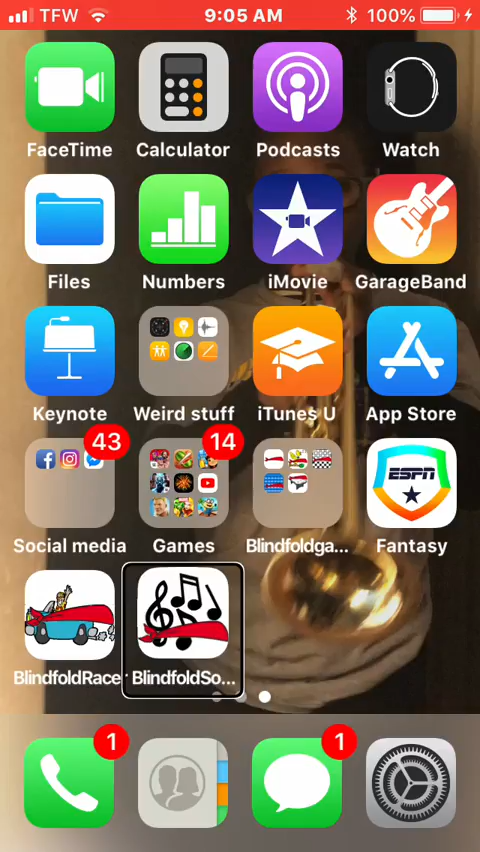 TFW 9:05 AM 100%
FaceTime Calculator Podcasts Watch
Files Numbers iMovie GarageBand
Keynote Weird stuff iTunes U App Store
43 14
ESPN
Social media Games Blindfoldga... Fantasy
BlindfoldRace BlindfoldSo...
1 1